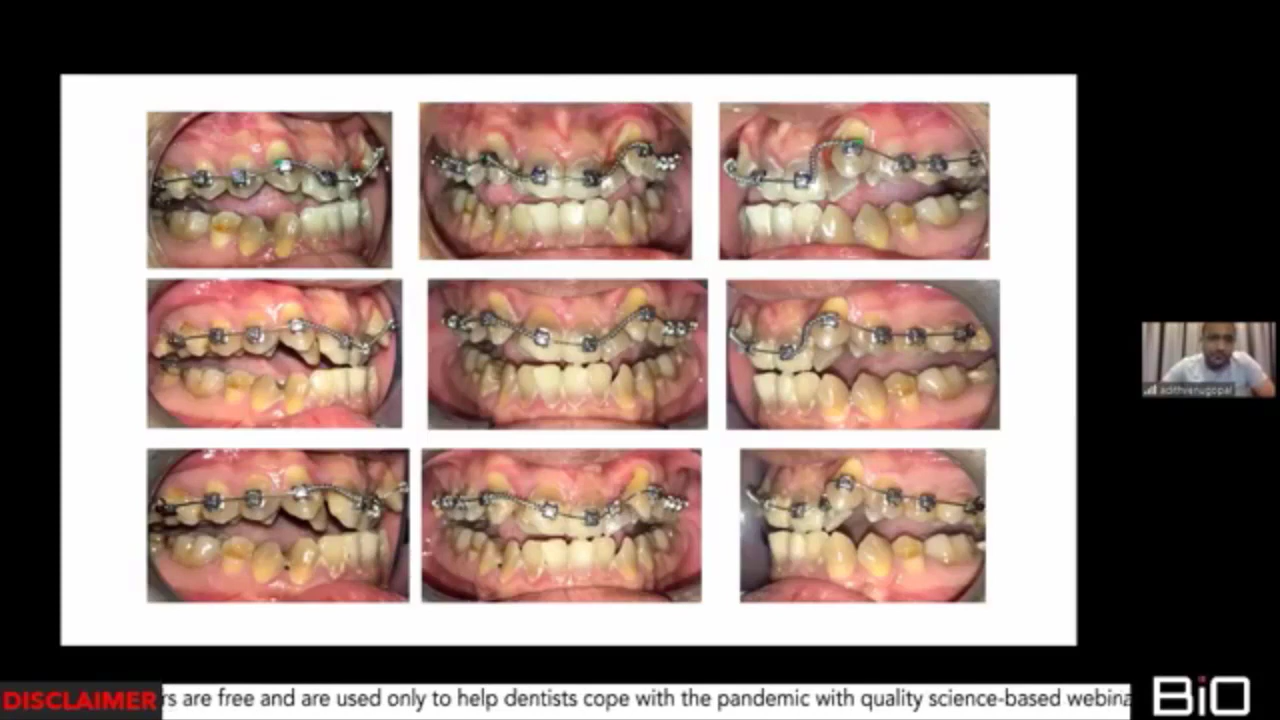 adithvenugopal
DISCLAIMER rs are free and are used only to help dentists cope with the pandemic with quality science-based webina
BiO